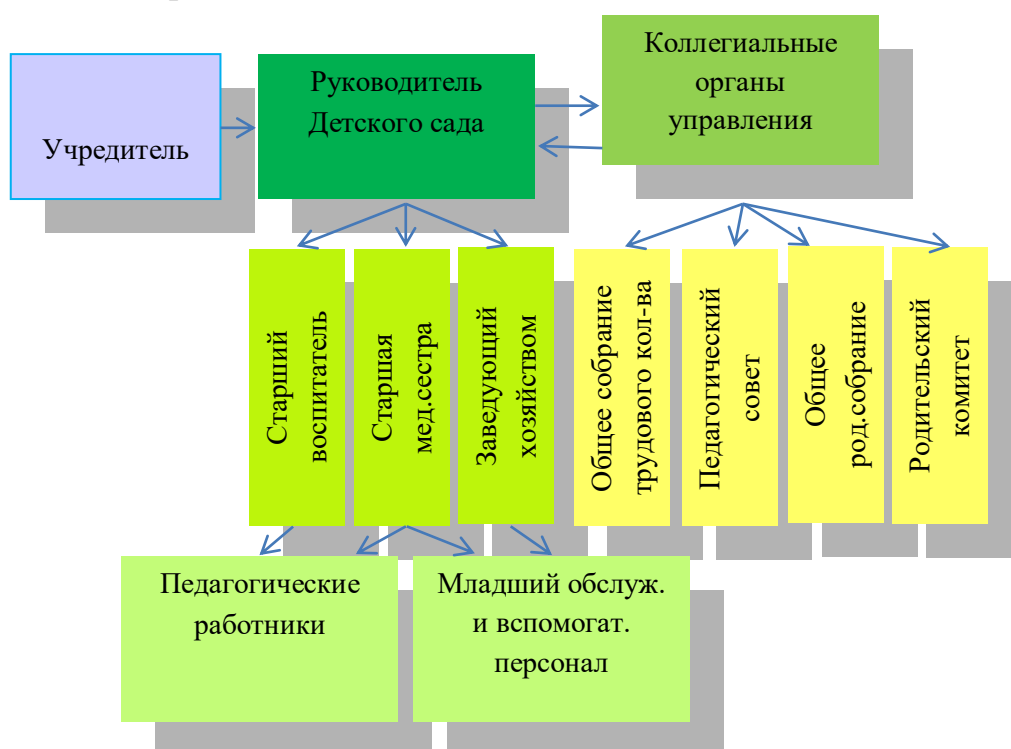 Учредитель
Руководитель
Детского сада
Коллегиальные
органы
управления
Старший
воспитатель
Старшая
мед.сестра
Заведующий
хозяйством
Общее собрание
трудового кол-ва
Педагогический
совет
Общее
род.собрание
Родительский
комитет
Педагогические
работники
Младший обслуж.
и вспомогат.
персонал